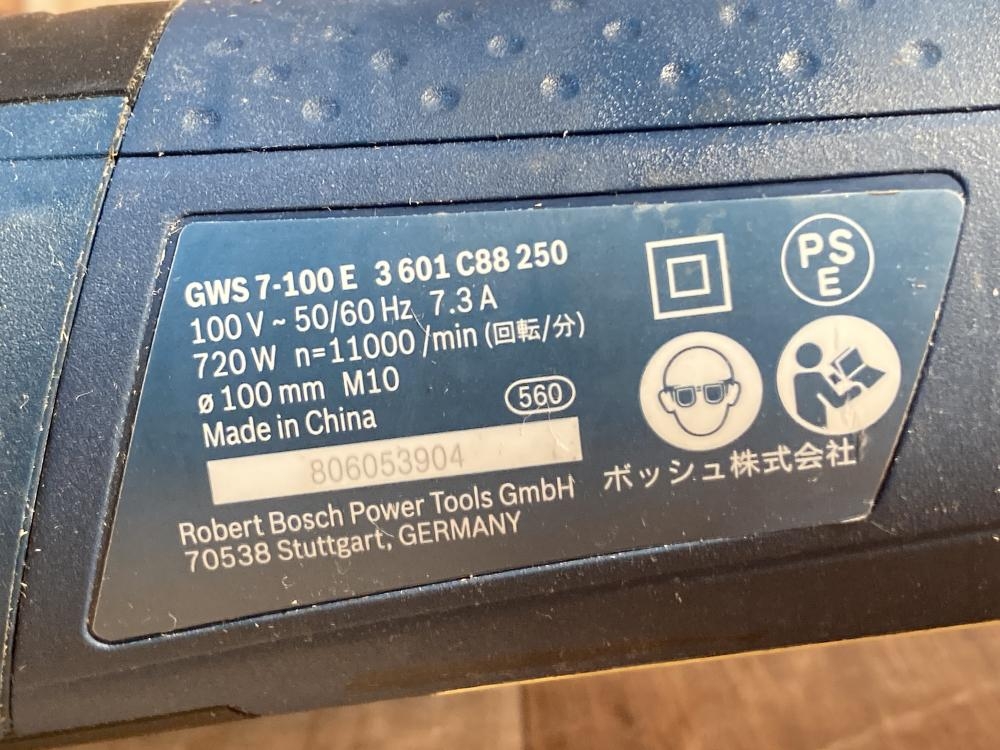 GWS 7-100 E 3 601 C88 250
100 V ~ 50/60 Hz 7.3 A
720 W n=11000 /min (回転/分)
ø 100 mm M10
Made in China
560
806053904
Robert Bosch Power Tools GmbH
70538 Stuttgart, GERMANY
PS
E
ボッシュ株式会社